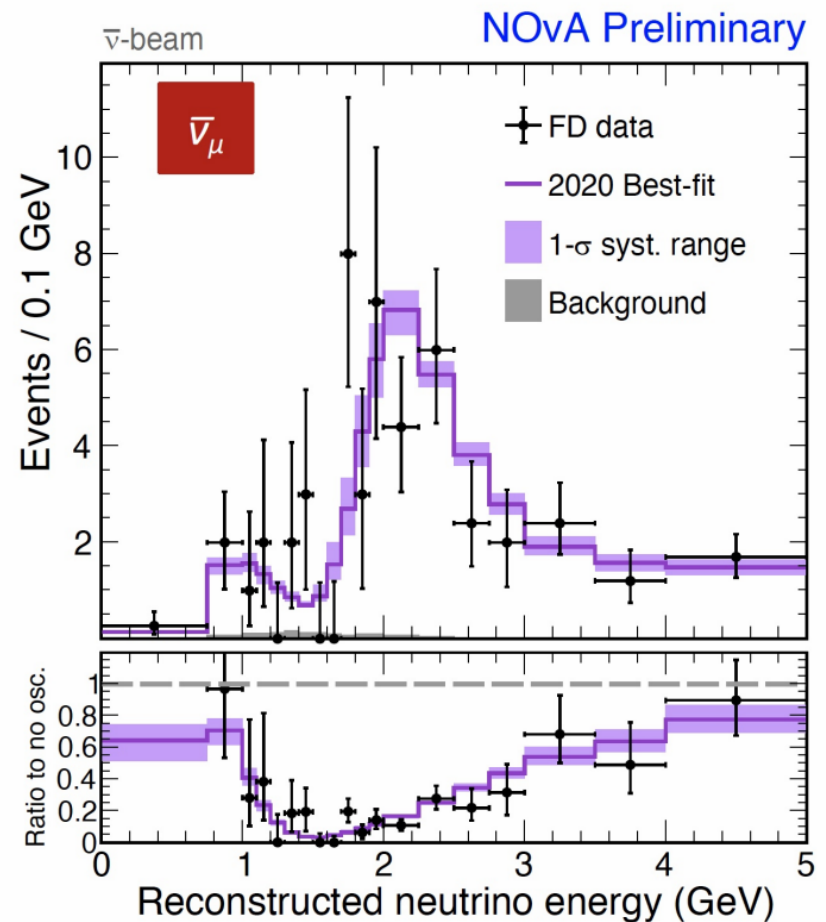 ν̅-beam
NOvA Preliminary
ν̅μ
FD data
2020 Best-fit
1-σ syst. range
Background
Events / 0.1 GeV
10
8
6
4
2
Ratio to no osc.
1
0.8
0.6
0.4
0.2
0
0 1 2 3 4 5
Reconstructed neutrino energy (GeV)